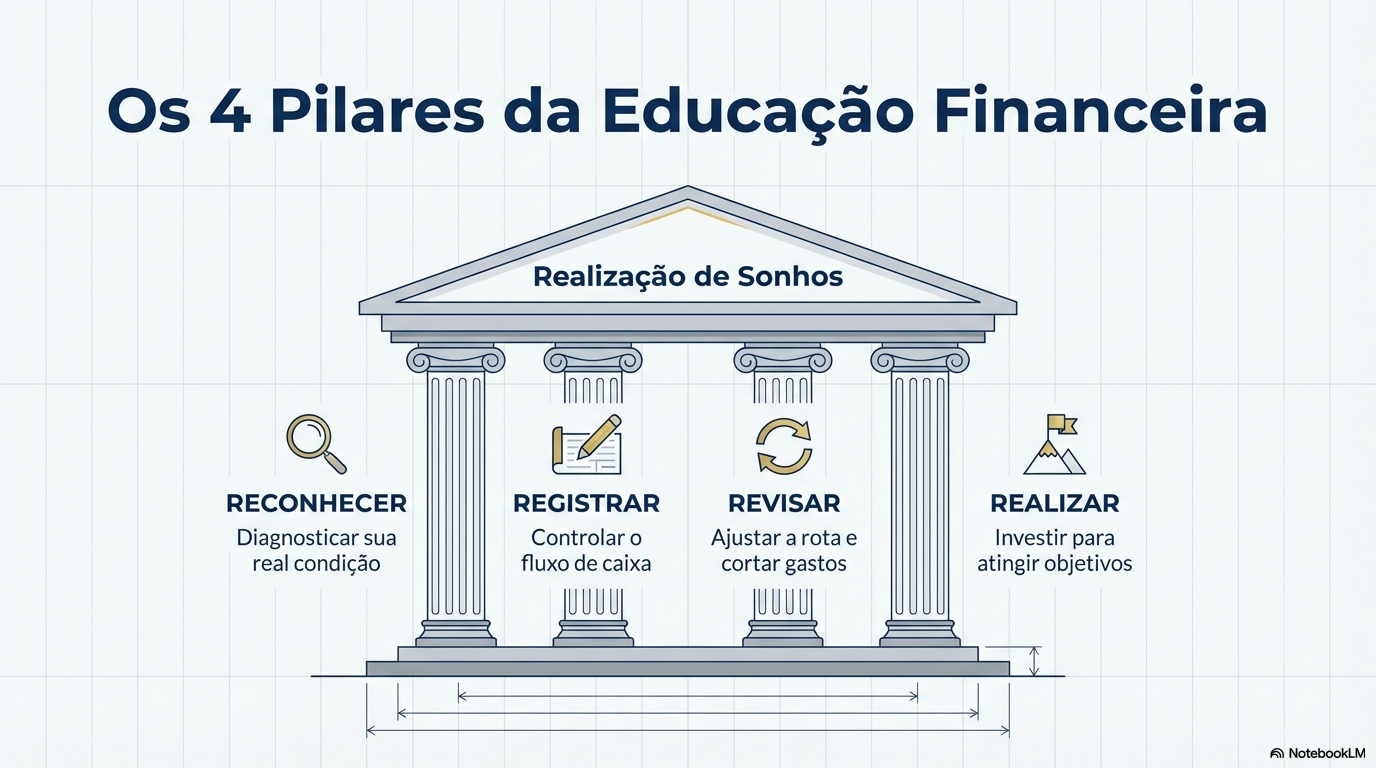 Os 4 Pilares da Educação Financeira
Realização de Sonhos
RECONHECER
Diagnosticar sua
real condição
REGISTRAR
Controlar o
fluxo de caixa
REVISAR
Ajustar a rota e
cortar gastos
REALIZAR
Investir para
atingir objetivos
NotebookLM